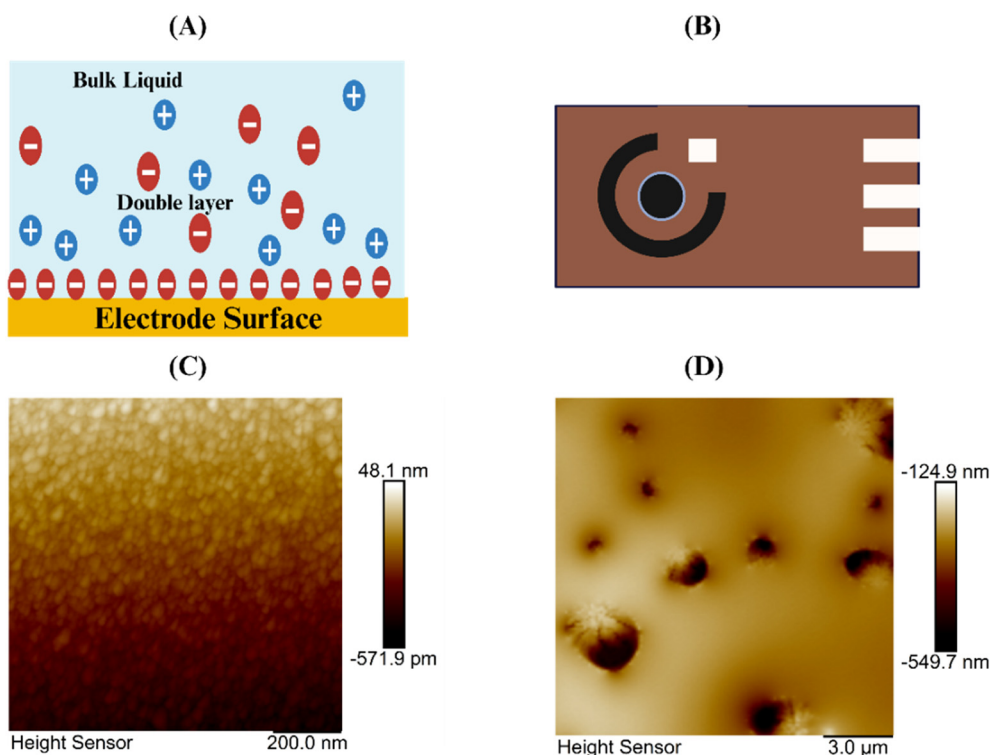 (A)
(B)
Bulk Liquid
Double layer
Electrode Surface
(C)
(D)
48.1 nm
-571.9 pm
Height Sensor
200.0 nm
-124.9 nm
-549.7 nm
Height Sensor
3.0 µm